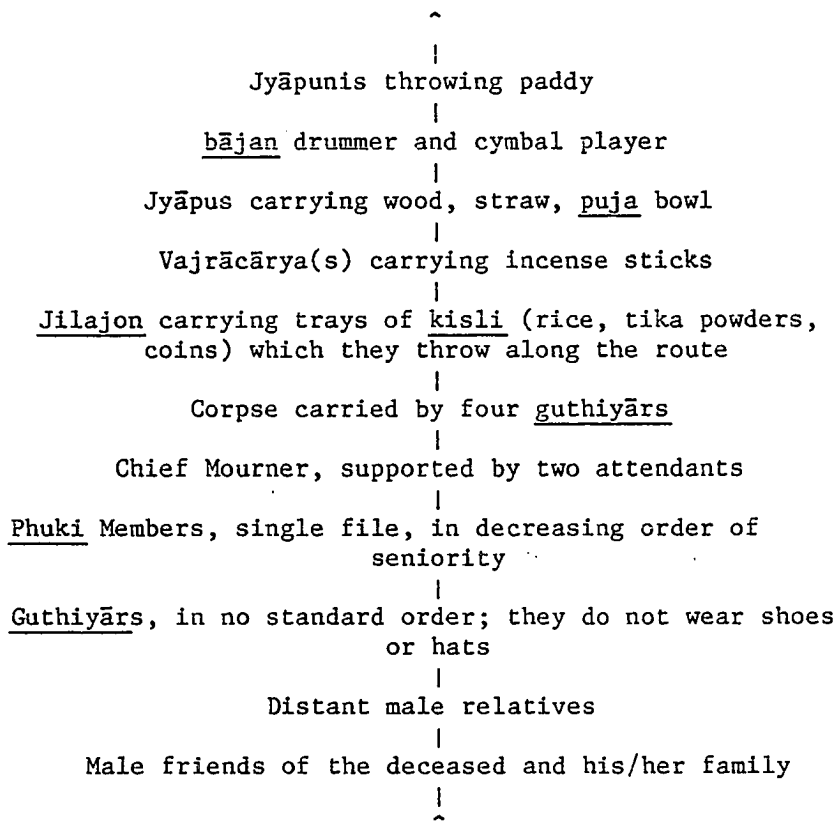 Jyāpunis throwing paddy
bājan drummer and cymbal player
Jyāpus carrying wood, straw, puja bowl
Vajrācārya(s) carrying incense sticks
Jilajon carrying trays of kisli (rice, tika powders,
coins) which they throw along the route
Corpse carried by four guthiyārs
Chief Mourner, supported by two attendants
Phuki Members, single file, in decreasing order of
seniority
Guthiyārs, in no standard order; they do not wear shoes
or hats
Distant male relatives
Male friends of the deceased and his/her family